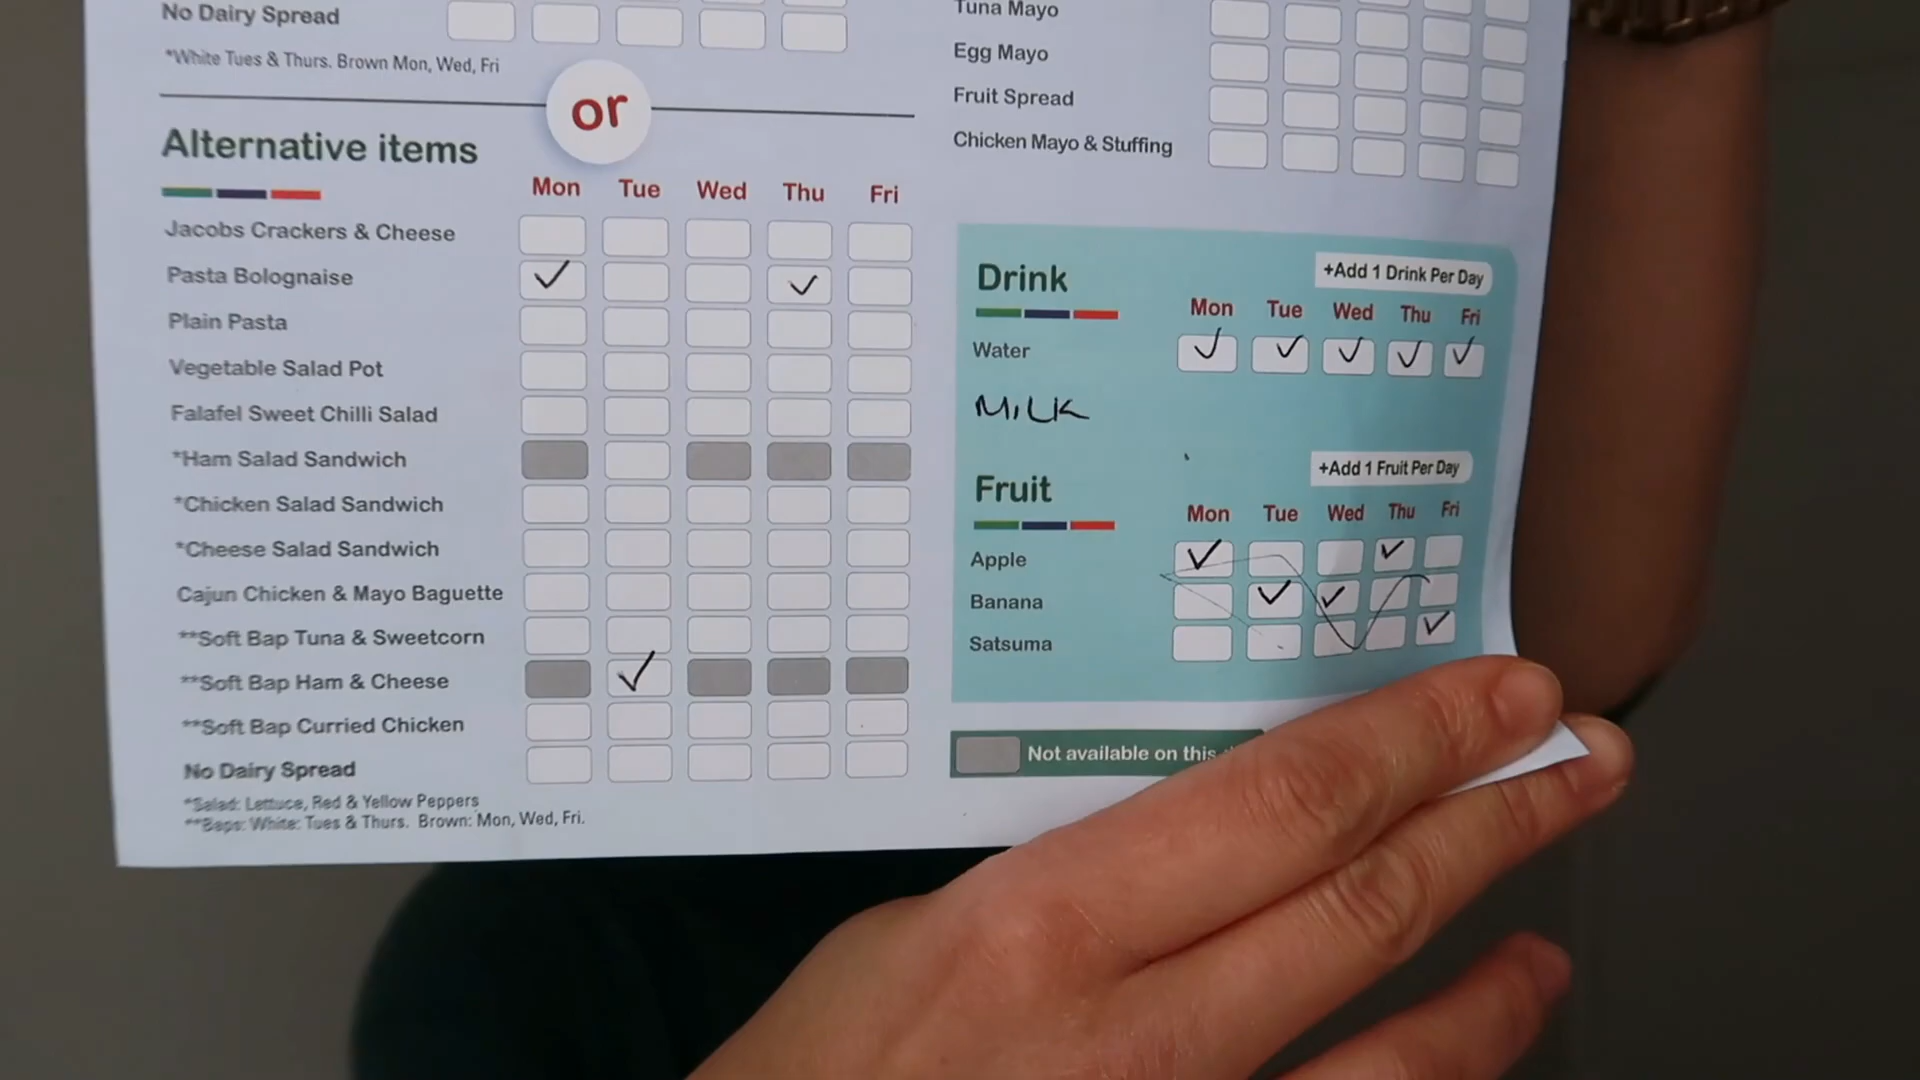 No Dairy Spread
*White Tues & Thurs. Brown Mon, Wed, Fri
or
Alternative items
Mon Tue Wed Thu Fri
Jacobs Crackers & Cheese
Pasta Bolognaise
Plain Pasta
Vegetable Salad Pot
Falafel Sweet Chilli Salad
*Ham Salad Sandwich
*Chicken Salad Sandwich
*Cheese Salad Sandwich
Cajun Chicken & Mayo Baguette
**Soft Bap Tuna & Sweetcorn
**Soft Bap Ham & Cheese
**Soft Bap Curried Chicken
No Dairy Spread
*Salad: Lettuce, Red & Yellow Peppers
**Baps: White: Tues & Thurs. Brown: Mon, Wed, Fri.
Tuna Mayo
Egg Mayo
Fruit Spread
Chicken Mayo & Stuffing
Drink
+Add 1 Drink Per Day
Mon Tue Wed Thu Fri
Water
MILK
Fruit
+Add 1 Fruit Per Day
Mon Tue Wed Thu Fri
Apple
Banana
Satsuma
Not available on this